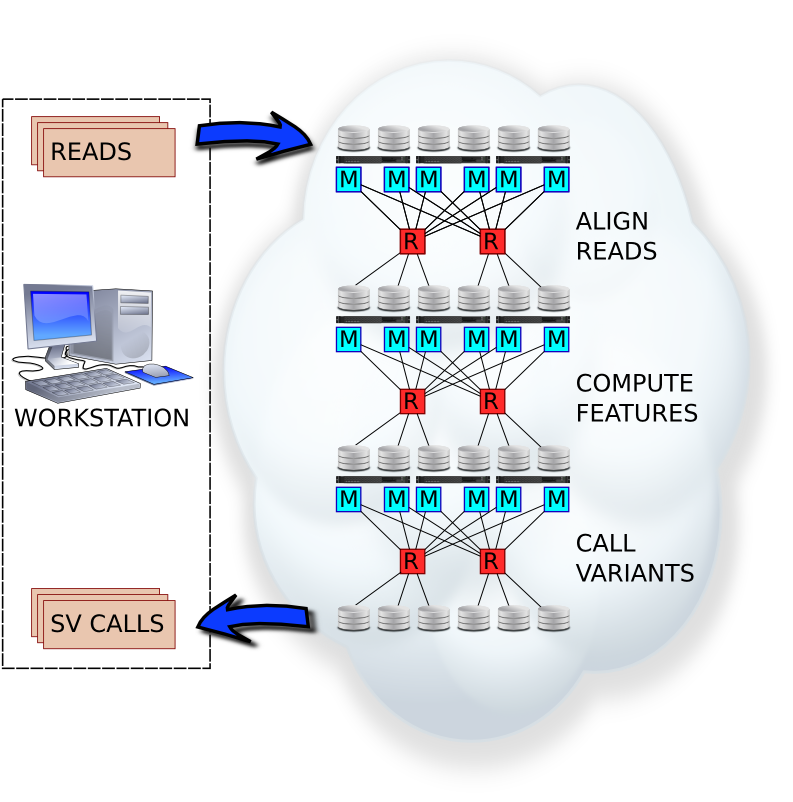 READS
M M M M M M
R R
ALIGN
READS
M M M M M M
R R
COMPUTE
FEATURES
WORKSTATION
M M M M M M
R R
CALL
VARIANTS
SV CALLS